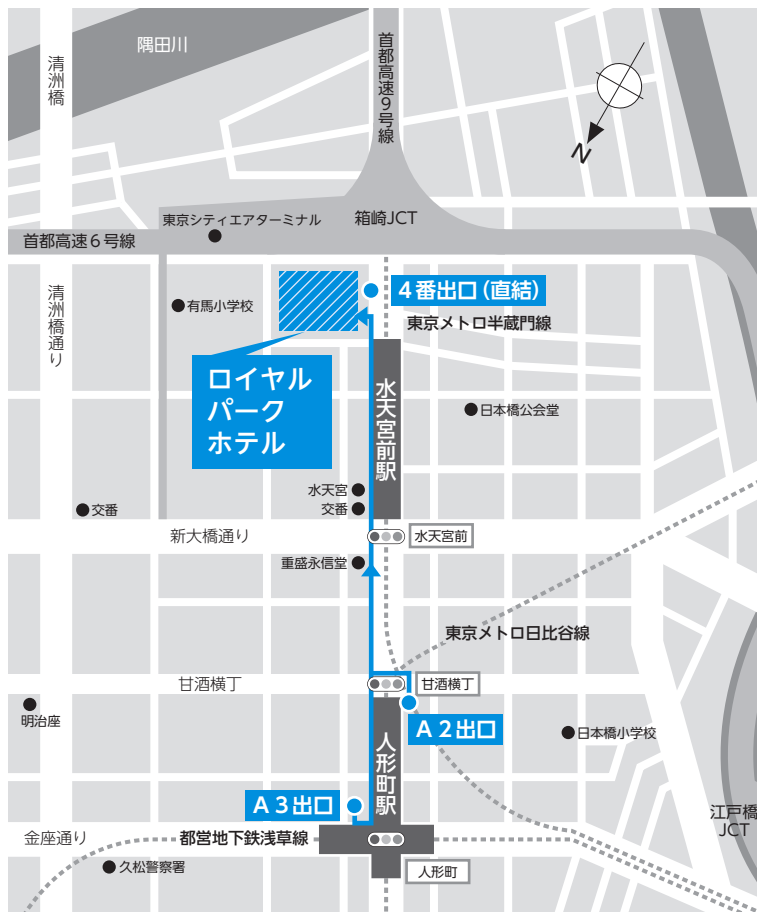 隅田川
清洲橋
首都高速9号線
N
東京シティエアターミナル
箱崎JCT
首都高速6号線
清洲橋通り
有馬小学校
4番出口(直結)
東京メトロ半蔵門線
ロイヤル
パーク
ホテル
水天宮前駅
日本橋公会堂
水天宮
交番
交番
新大橋通り
水天宮前
重盛永信堂
東京メトロ日比谷線
甘酒横丁
甘酒横丁
明治座
A2出口
日本橋小学校
人形町駅
A3出口
江戸橋
JCT
金座通り
都営地下鉄浅草線
久松警察署
人形町